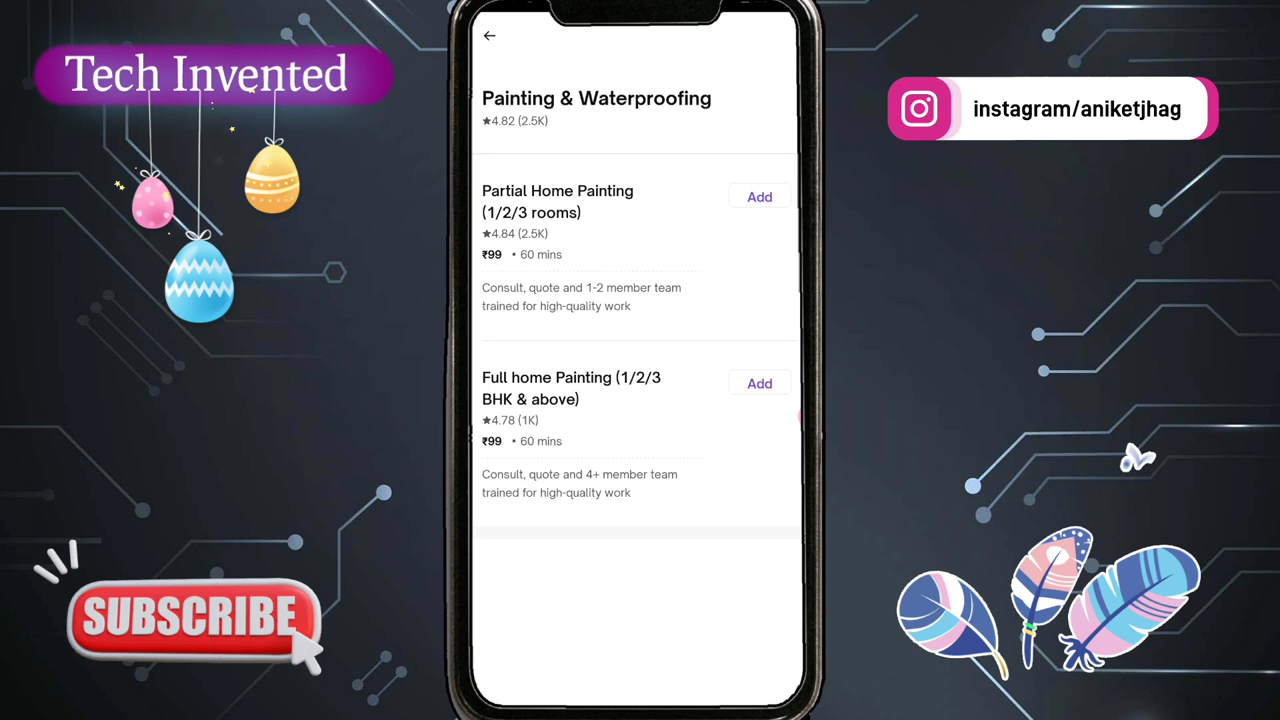 Tech Invented
instagram/aniketjhag
Painting & Waterproofing
★4.82 (2.5K)
Partial Home Painting
(1/2/3 rooms)
Add
★4.84 (2.5K)
₹99 • 60 mins
Consult, quote and 1-2 member team
trained for high-quality work
Full home Painting (1/2/3
BHK & above)
Add
★4.78 (1K)
₹99 • 60 mins
Consult, quote and 4+ member team
trained for high-quality work
SUBSCRIBE